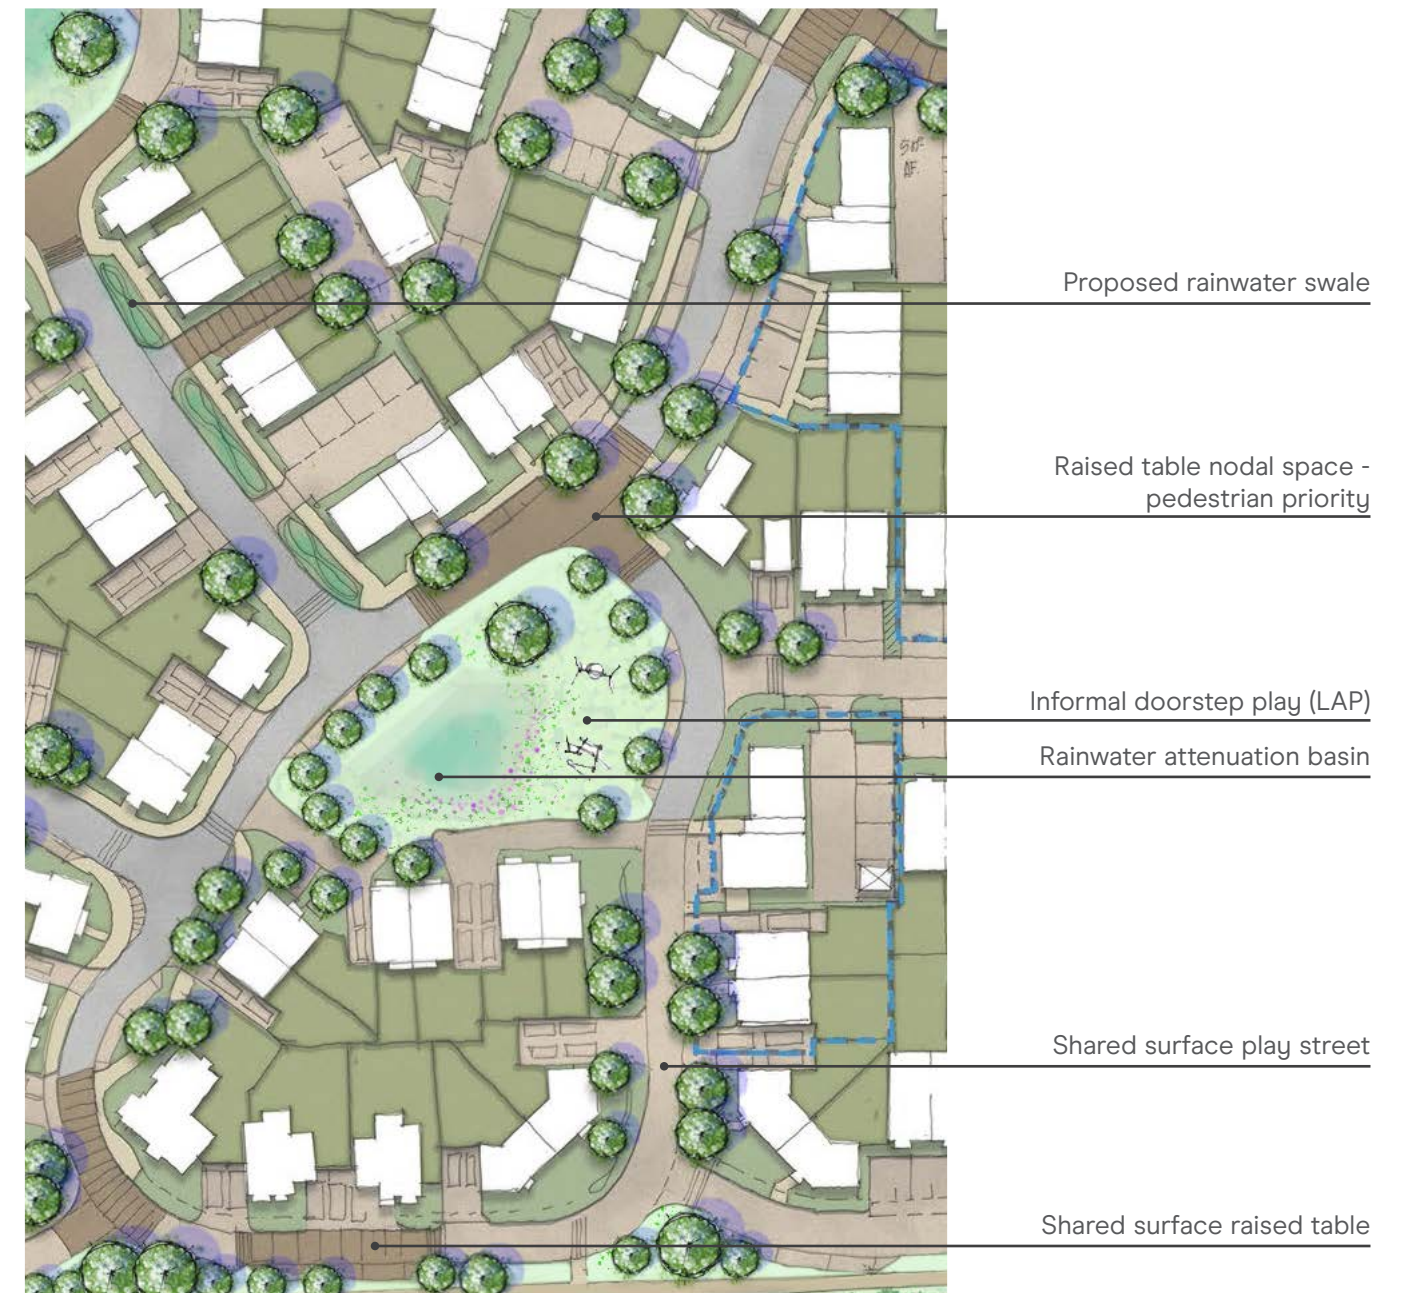 Proposed rainwater swale
Raised table nodal space -
pedestrian priority
Informal doorstep play (LAP)
Rainwater attenuation basin
Shared surface play street
Shared surface raised table